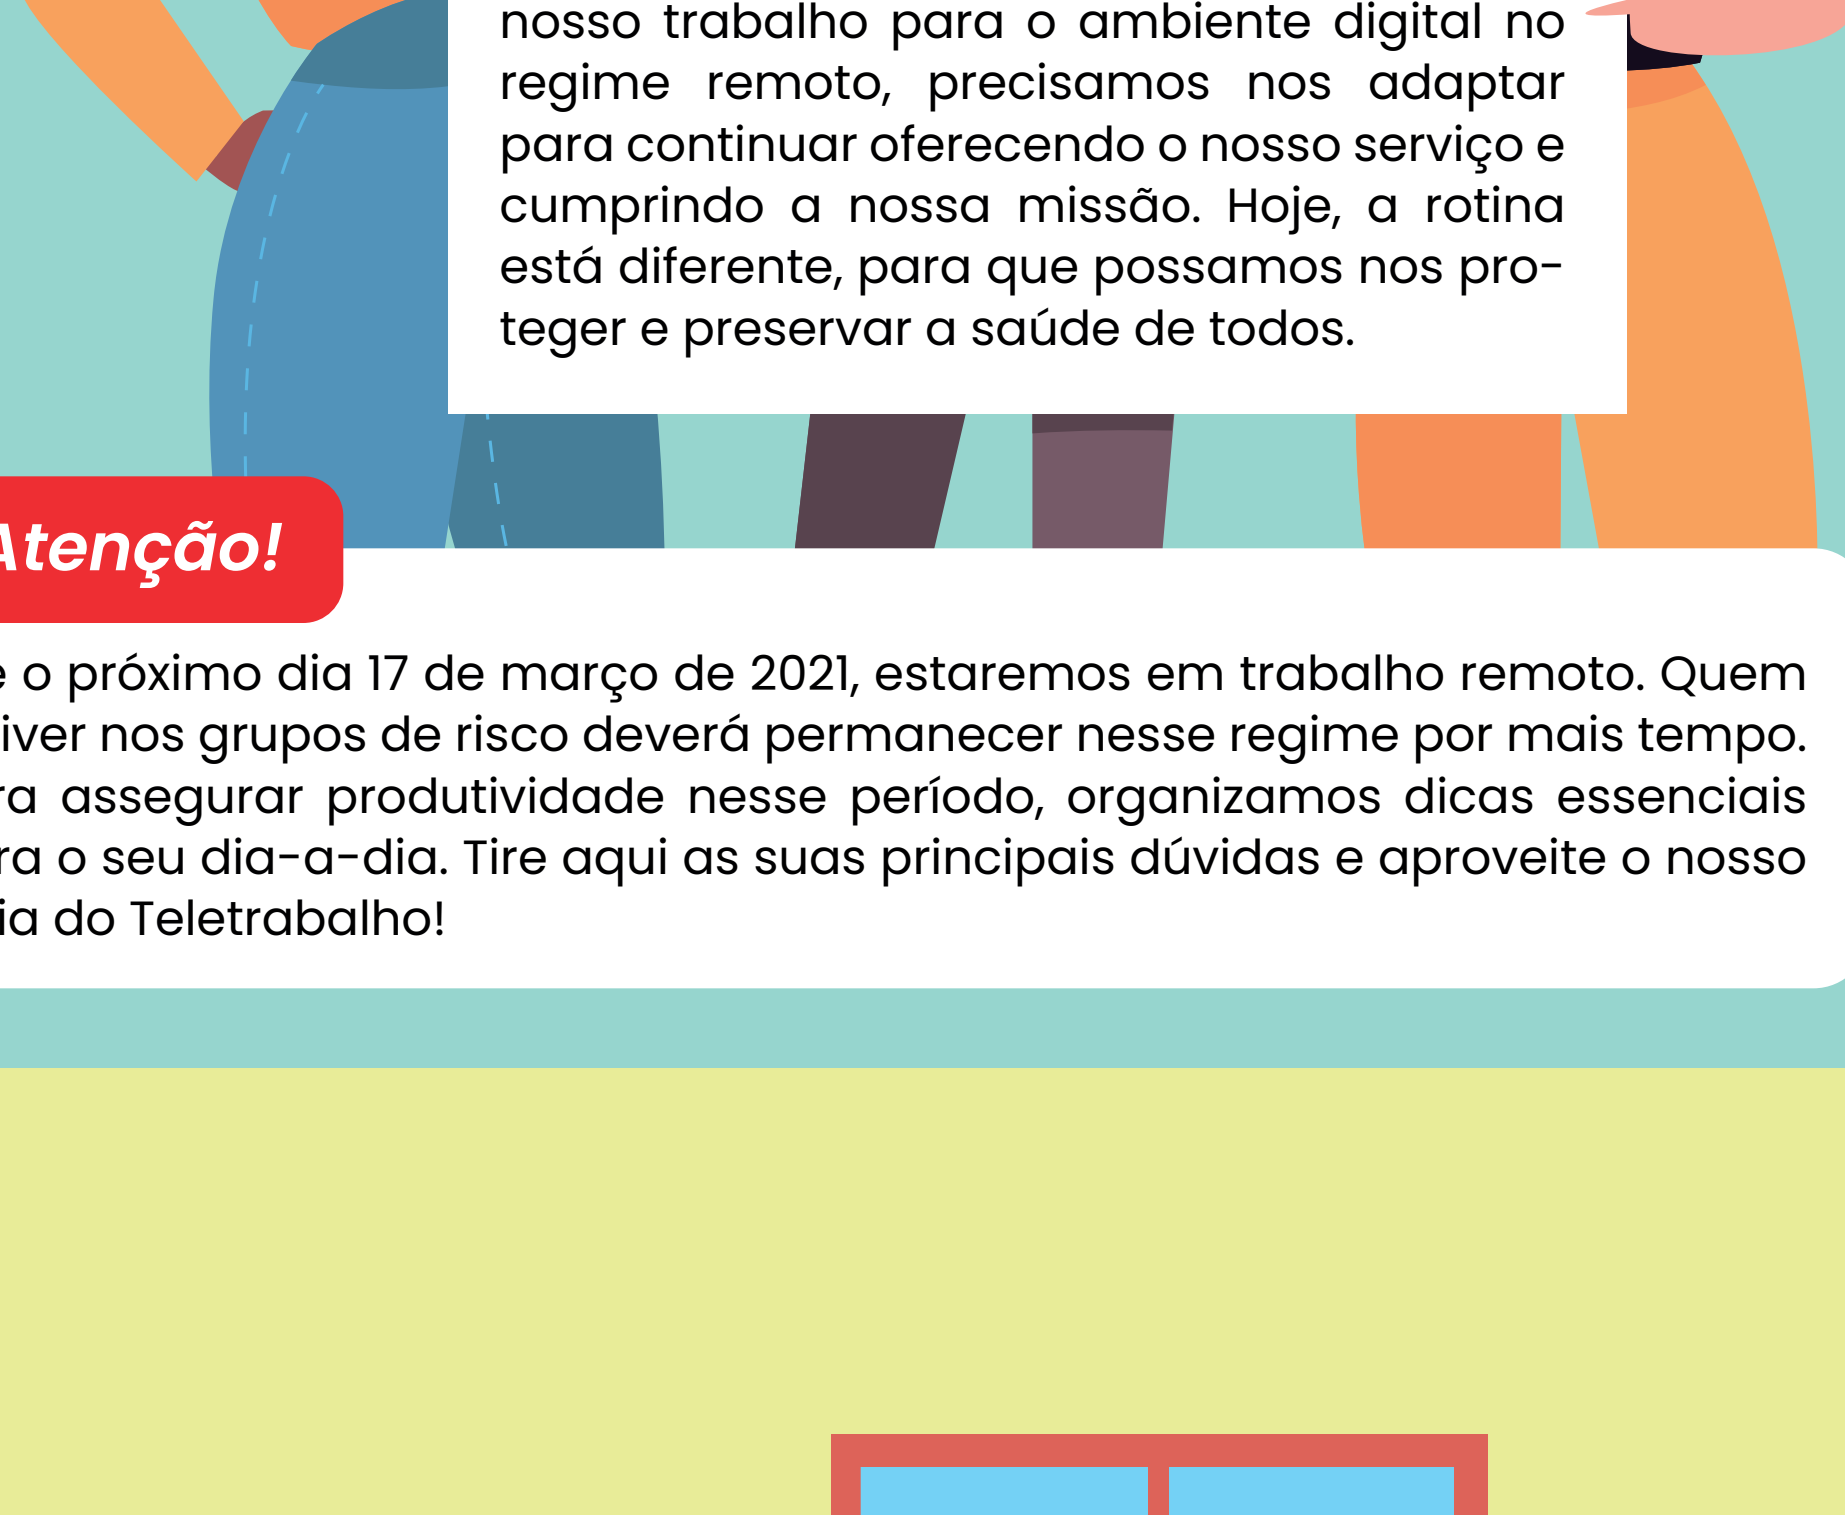 nosso trabalho para o ambiente digital no
regime remoto, precisamos nos adaptar
para continuar oferecendo o nosso serviço e
cumprindo a nossa missão. Hoje, a rotina
está diferente, para que possamos nos pro-
teger e preservar a saúde de todos.
Atenção!
o próximo dia 17 de março de 2021, estaremos em trabalho remoto. Quem
nos grupos de risco deverá permanecer nesse regime por mais tempo.
assegurar produtividade nesse período, organizamos dicas essenciais
o seu dia-a-dia. Tire aqui as suas principais dúvidas e aproveite o nosso
do Teletrabalho!